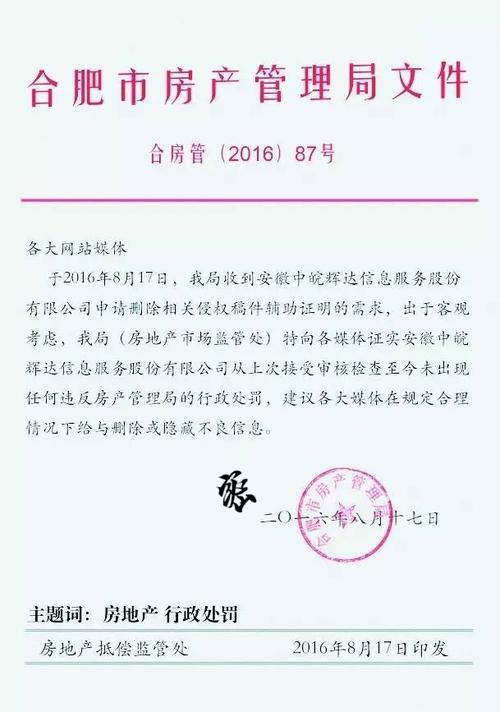 合肥市房产管理局文件
合房管（2016）87号
各大网站媒体
于2016年8月17日，我局收到安徽中皖辉达信息服务股份
有限公司申请删除相关侵权稿件辅助证明的需求，出于客观
考虑，我局（房地产市场监管处）特向各媒体证实安徽中皖
辉达信息服务股份有限公司从上次接受审核检查至今未出现
任何违反房产管理局的行政处罚，建议各大媒体在规定合理
情况下给与删除或隐藏不良信息。
合肥市房产管理局
二〇一六年八月十七日
主题词：房地产 行政处罚
房地产抵偿监管处 2016年8月17日印发